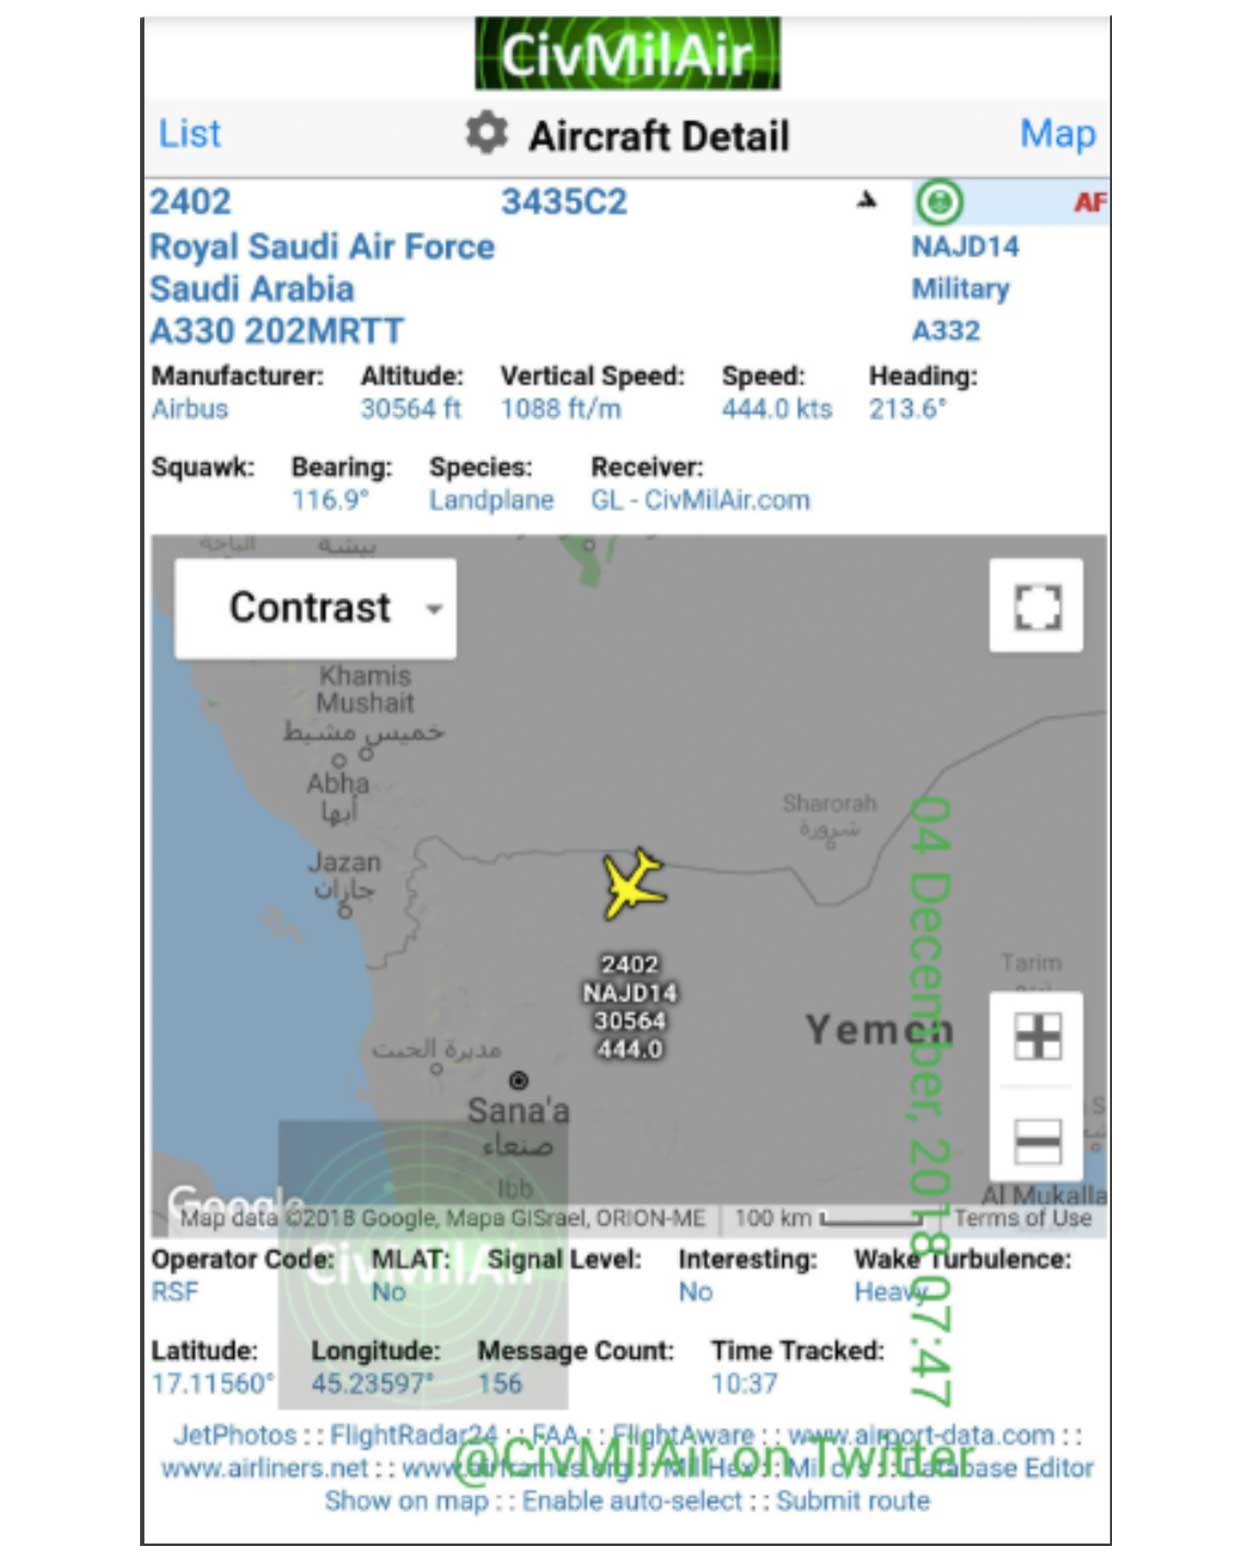 CivMilAir
List Aircraft Detail Map
2402 3435C2 AF
Royal Saudi Air Force NAJD14
Saudi Arabia Military
A330 202MRTT A332
Manufacturer: Altitude: Vertical Speed: Speed: Heading:
Airbus 30564 ft 1088 ft/m 444.0 kts 213.6°
Squawk: Bearing: Species: Receiver:
116.9° Landplane GL - CivMilAir.com
الباحة بيشة
Contrast
Khamis
Mushait
خميس مشيط
Abha
أبها
Sharorah
شرورة
Jazan
جازان
2402
NAJD14
30564
444.0
Tarim
Yemen
مديرة الخبت
Sana'a
صنعاء
Ibb
Al Mukalla
Google
Map data ©2018 Google, Mapa GISrael, ORION-ME 100 km Terms of Use
04 December, 2018 07:47
CivMilAir
Operator Code: MLAT: Signal Level: Interesting: Wake Turbulence:
RSF No No Heavy
Latitude: Longitude: Message Count: Time Tracked:
17.11560° 45.23597° 156 10:37
JetPhotos :: FlightRadar24 :: FAA :: FlightAware :: www.airport-data.com ::
www.airliners.net :: www.airframes.org :: Mil Hex :: :: Database Editor
@CivMilAir on Twitter
Show on map :: Enable auto-select :: Submit route